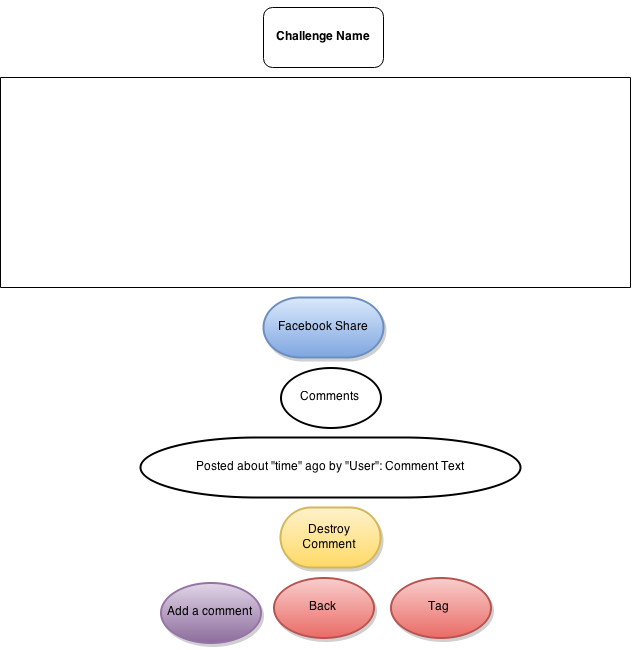 Challenge Name
Facebook Share
Comments
Posted about "time" ago by "User": Comment Text
Destroy
Comment
Add a comment
Back
Tag